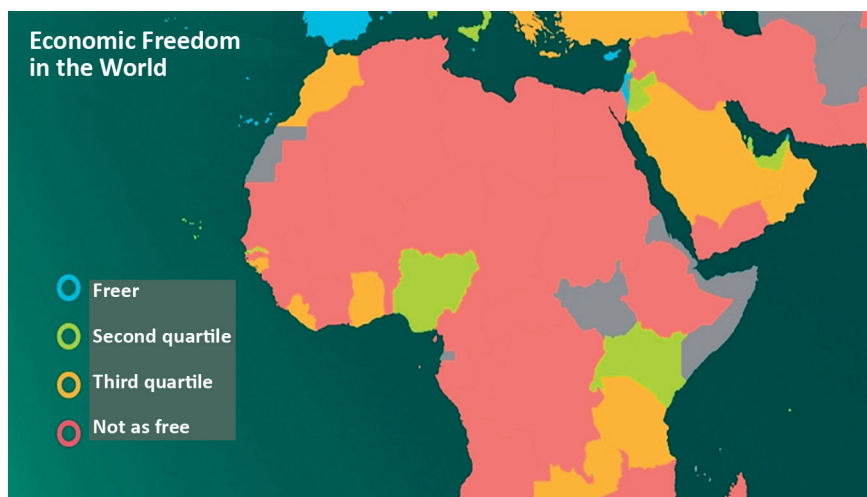 Economic Freedom
in the World
Freer
Second quartile
Third quartile
Not as free